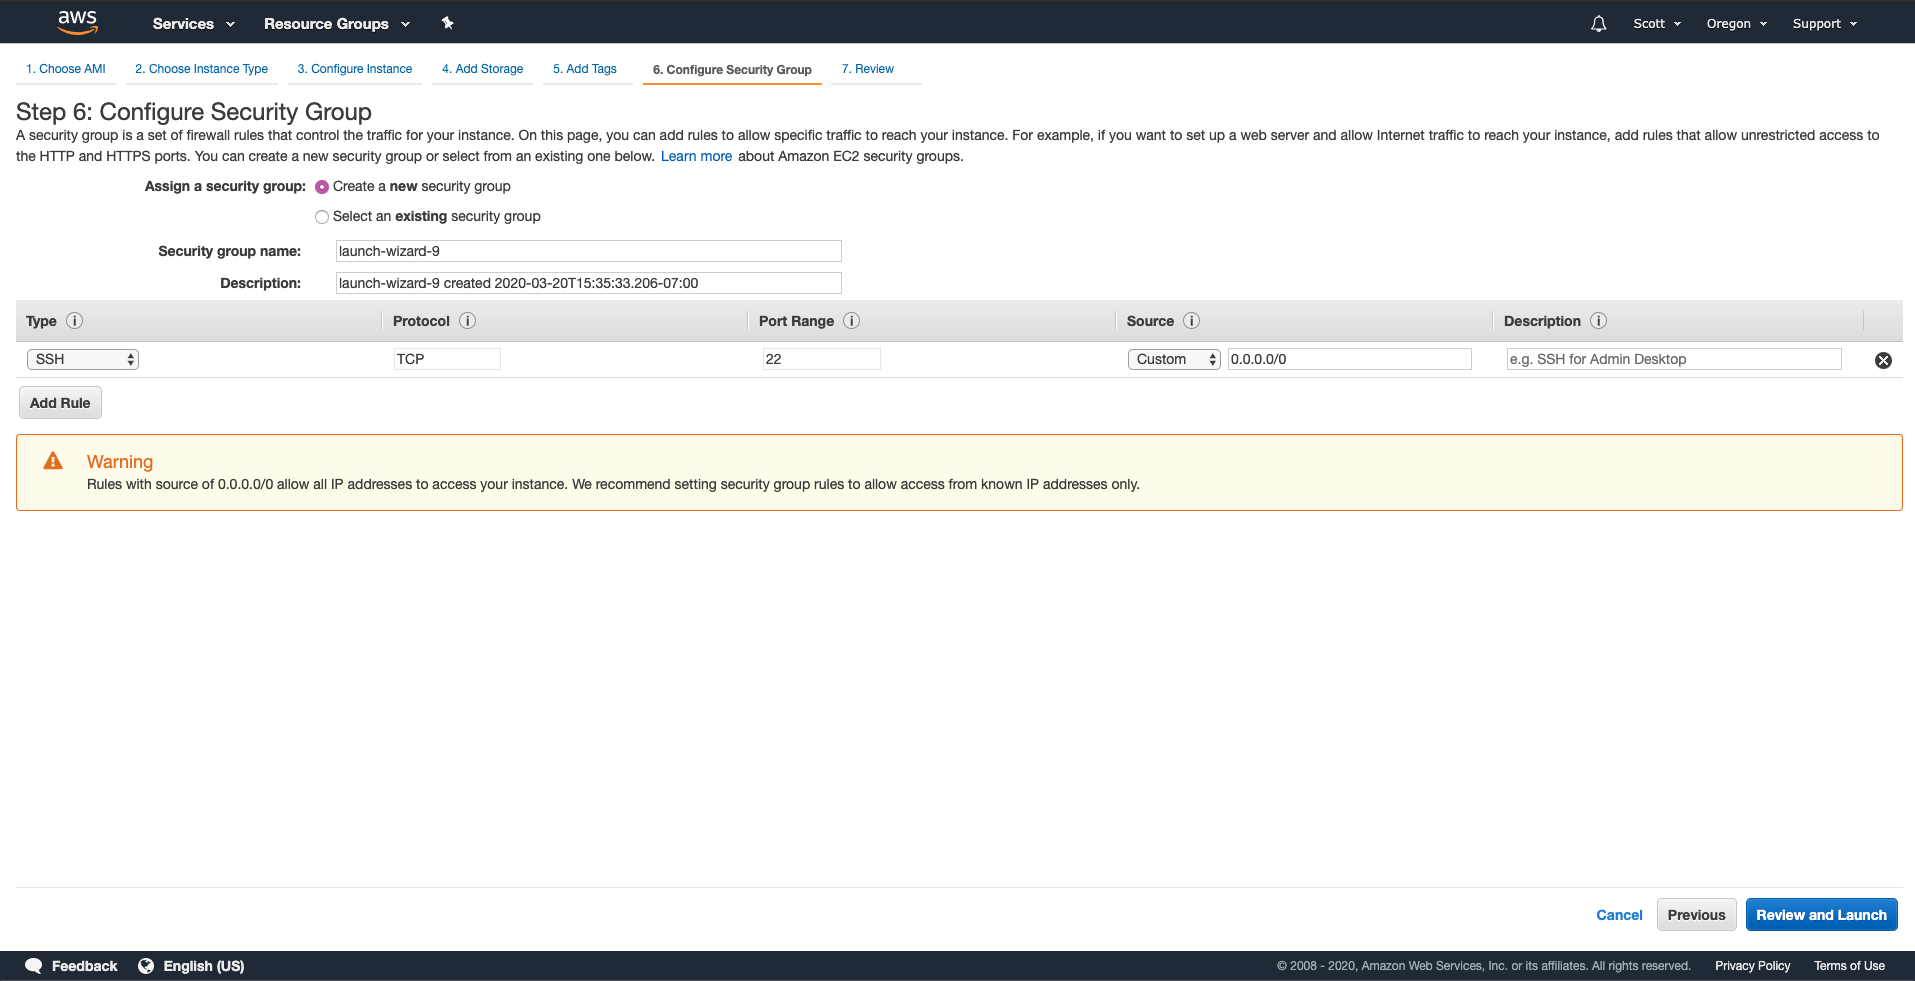 aws Services Resource Groups Scott Oregon Support
1. Choose AMI 2. Choose Instance Type 3. Configure Instance 4. Add Storage 5. Add Tags 6. Configure Security Group 7. Review
Step 6: Configure Security Group
A security group is a set of firewall rules that control the traffic for your instance. On this page, you can add rules to allow specific traffic to reach your instance. For example, if you want to set up a web server and allow Internet traffic to reach your instance, add rules that allow unrestricted access to
the HTTP and HTTPS ports. You can create a new security group or select from an existing one below. Learn more about Amazon EC2 security groups.
Assign a security group: Create a new security group
Select an existing security group
Security group name: launch-wizard-9
Description: launch-wizard-9 created 2020-03-20T15:35:33.206-07:00
Type i Protocol i Port Range i Source i Description i
SSH TCP 22 Custom 0.0.0.0/0 e.g. SSH for Admin Desktop
Add Rule
Warning
Rules with source of 0.0.0.0/0 allow all IP addresses to access your instance. We recommend setting security group rules to allow access from known IP addresses only.
Cancel Previous Review and Launch
Feedback English (US) © 2008 - 2020, Amazon Web Services, Inc. or its affiliates. All rights reserved. Privacy Policy Terms of Use